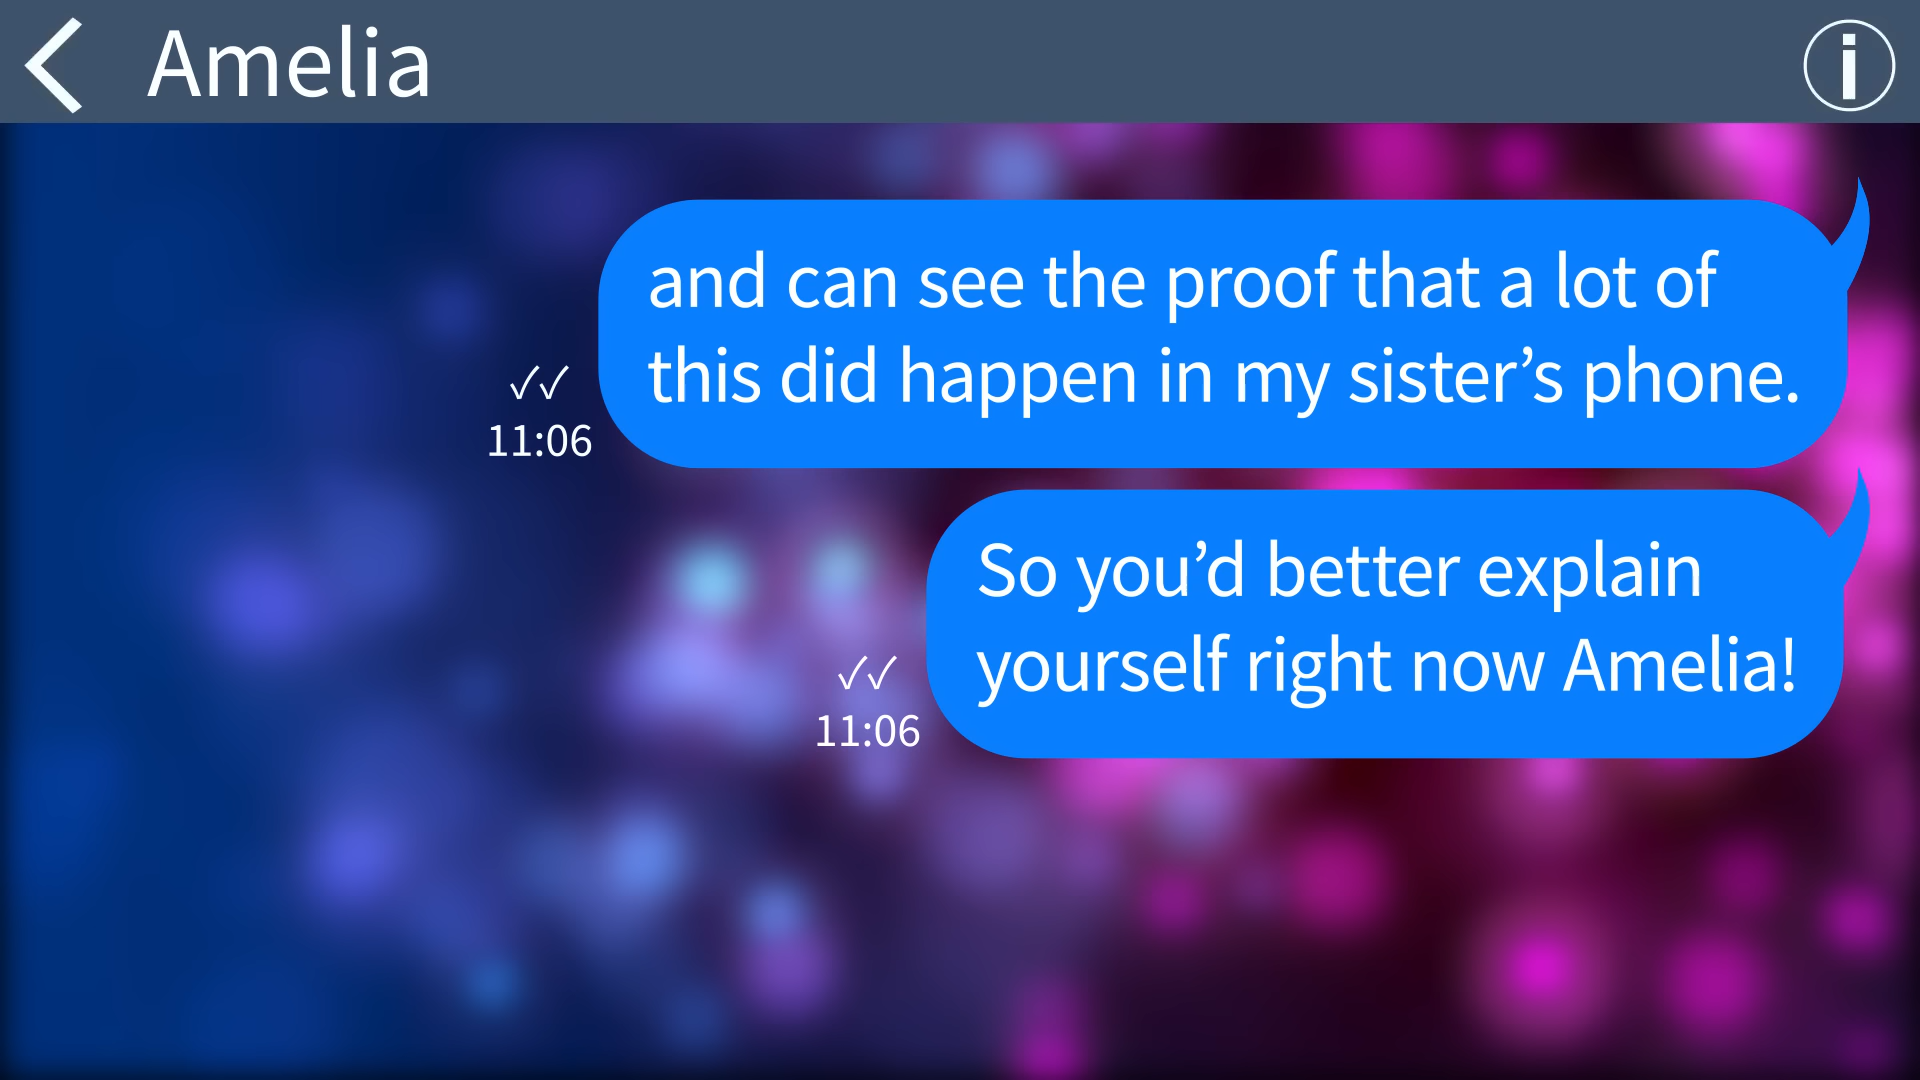 Amelia
and can see the proof that a lot of
this did happen in my sister’s phone.
✓✓
11:06
So you’d better explain
yourself right now Amelia!
✓✓
11:06